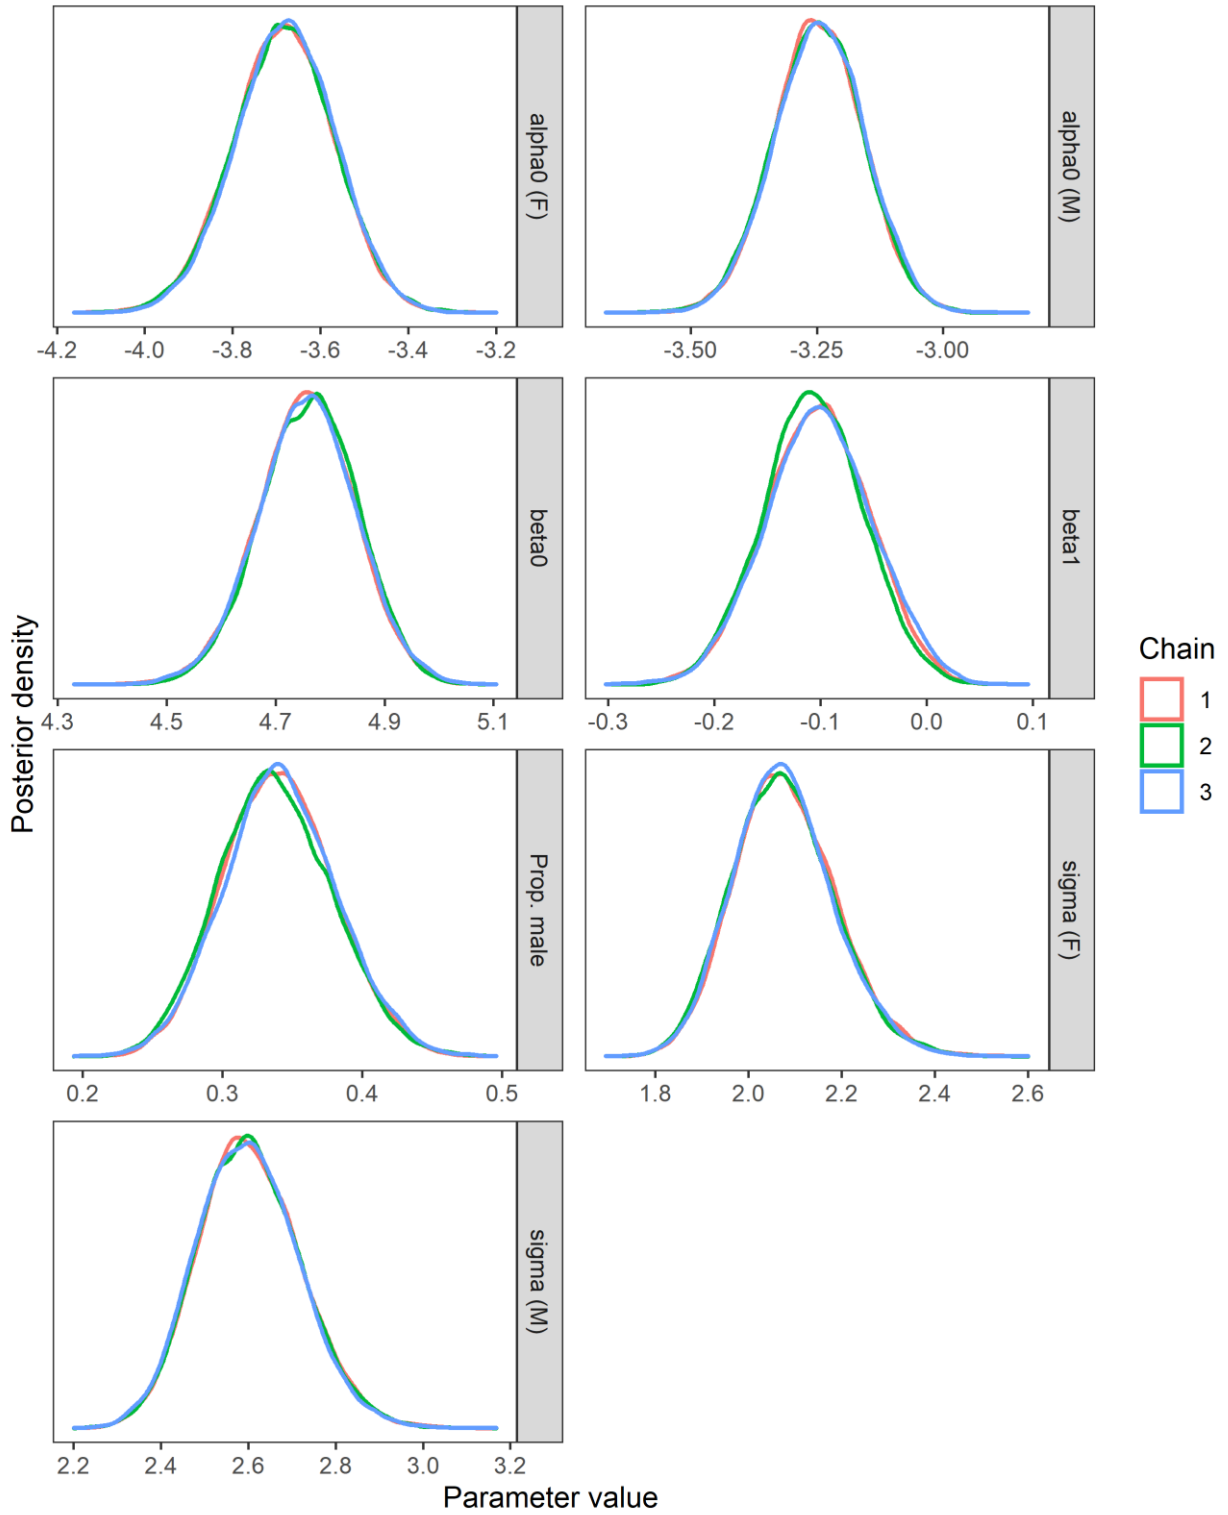 alpha0 (F)
-4.2 -4.0 -3.8 -3.6 -3.4 -3.2
alpha0 (M)
-3.50 -3.25 -3.00
beta0
4.3 4.5 4.7 4.9 5.1
beta1
-0.3 -0.2 -0.1 0.0 0.1
Prop. male
0.2 0.3 0.4 0.5
sigma (F)
1.8 2.0 2.2 2.4 2.6
sigma (M)
2.2 2.4 2.6 2.8 3.0 3.2
Posterior density
Parameter value
Chain
1
2
3